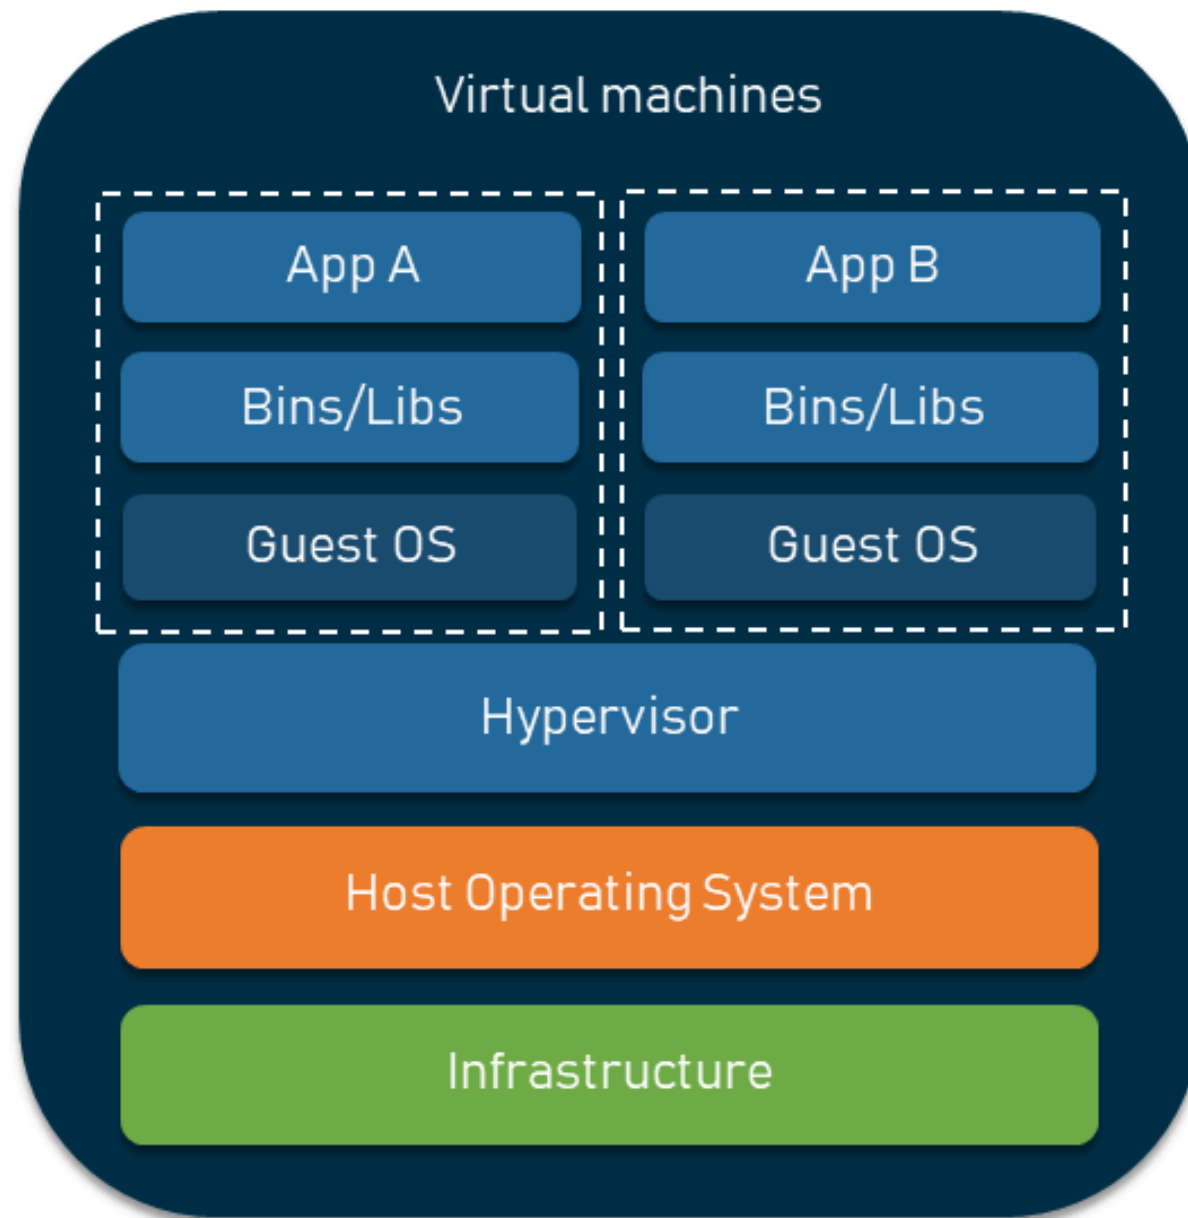 Virtual machines
App A
App B
Bins/Libs
Bins/Libs
Guest OS
Guest OS
Hypervisor
Host Operating System
Infrastructure